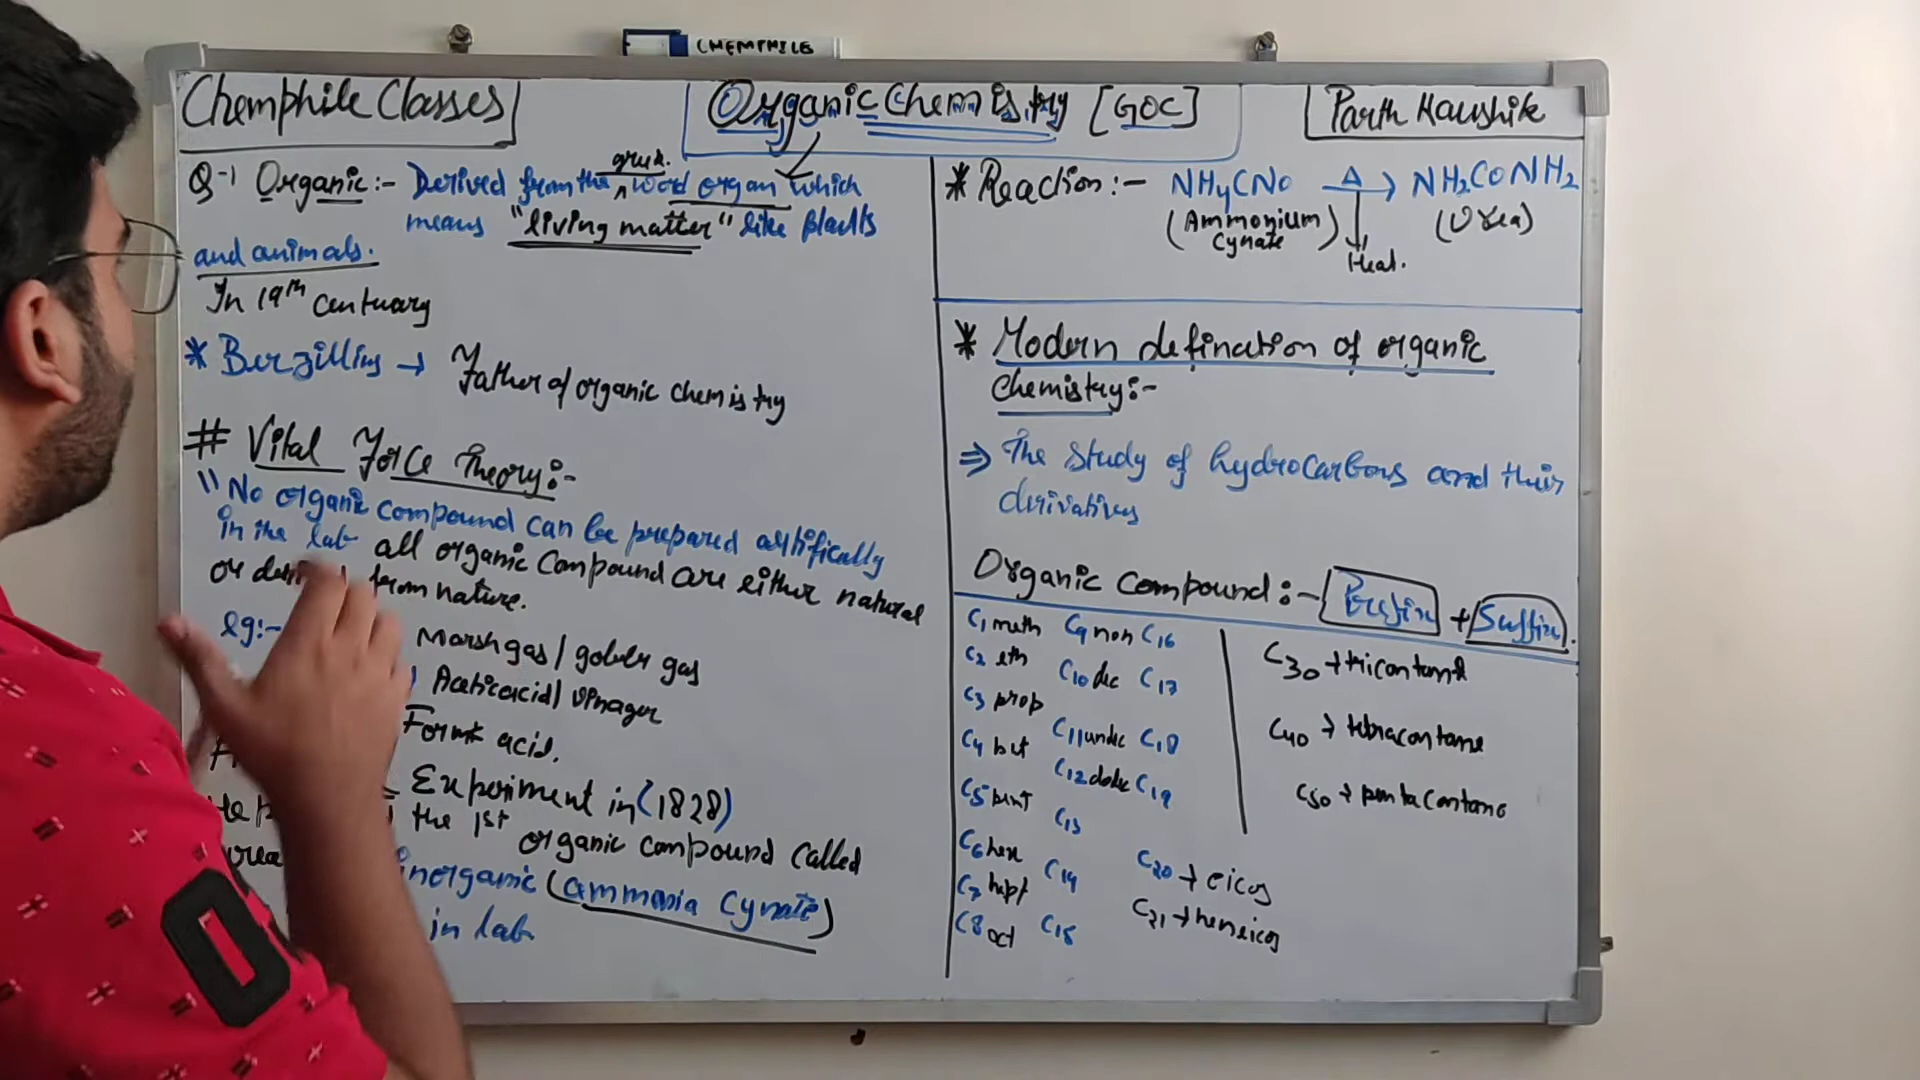 CHEMPHILE
Chemphile Classes
Organic Chemistry [GOC]
Parth Kaushik
Q-1 Organic:- Derived from the greek. word organ which
means "living matter" like plants
and animals.
In 19th centuary
* Berzillius → Father of organic chemistry
# Vital Force Theory:-
"No organic compound can be prepared artifically
in the lab all organic compound are either natural
or from nature.
eg:-
Marsh gas / gobar gas
Aceticacid / vinager
Formic acid.
Experiment in (1828)
He the 1st organic compound called
urea inorganic (ammonia Cynate)
in lab
* Reaction:- NH4CNO Δ→ NH2CONH2
(Ammonium Cynate) Heat. (Urea)
* Modern defination of organic
chemistry:-
⇒ The study of hydrocarbons and their
derivatives
Organic compound:- Prefix + Suffix.
C1 meth C9 non C16
C2 eth C10 dec C17
C3 prop
C4 but C11 undec C18
C5 pent C12 dodec C19
C13
C6 hex
C7 hept C14
C8 oct C15
C20 → eicos
C21 → heneicos
C30 → tricontane
C40 → tetracontane
C50 → pentacontane